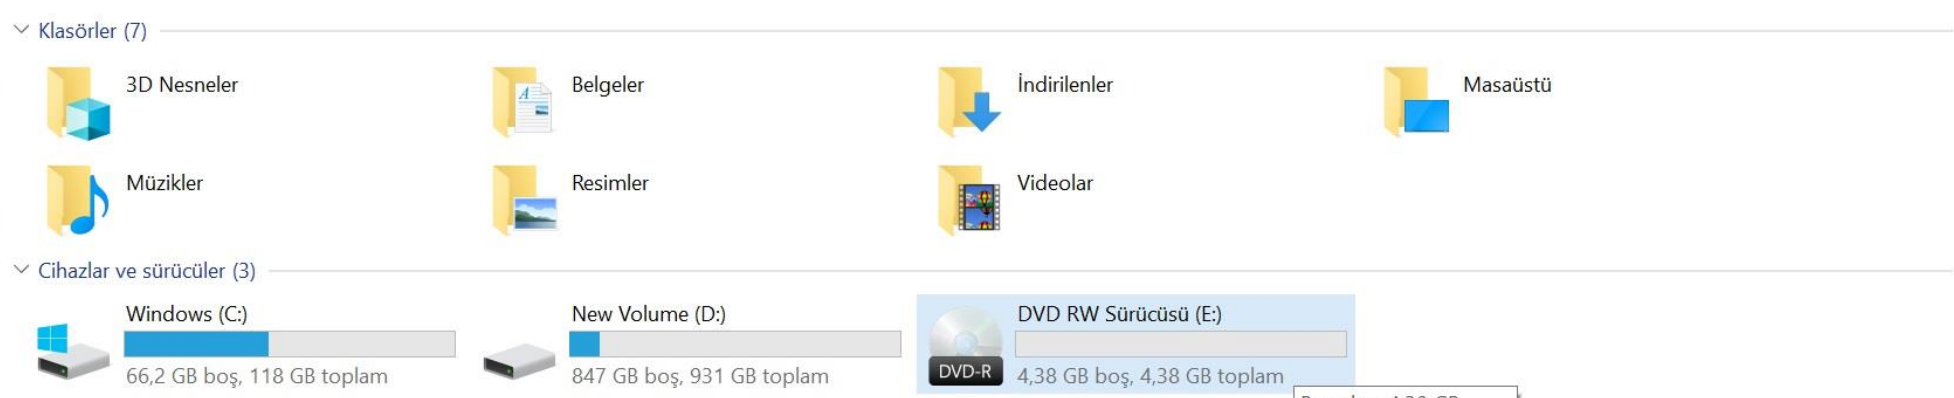 Klasörler (7)
3D Nesneler
Belgeler
İndirilenler
Masaüstü
Müzikler
Resimler
Videolar
Cihazlar ve sürücüler (3)
Windows (C:)
66,2 GB boş, 118 GB toplam
New Volume (D:)
847 GB boş, 931 GB toplam
DVD RW Sürücüsü (E:)
DVD-R
4,38 GB boş, 4,38 GB toplam